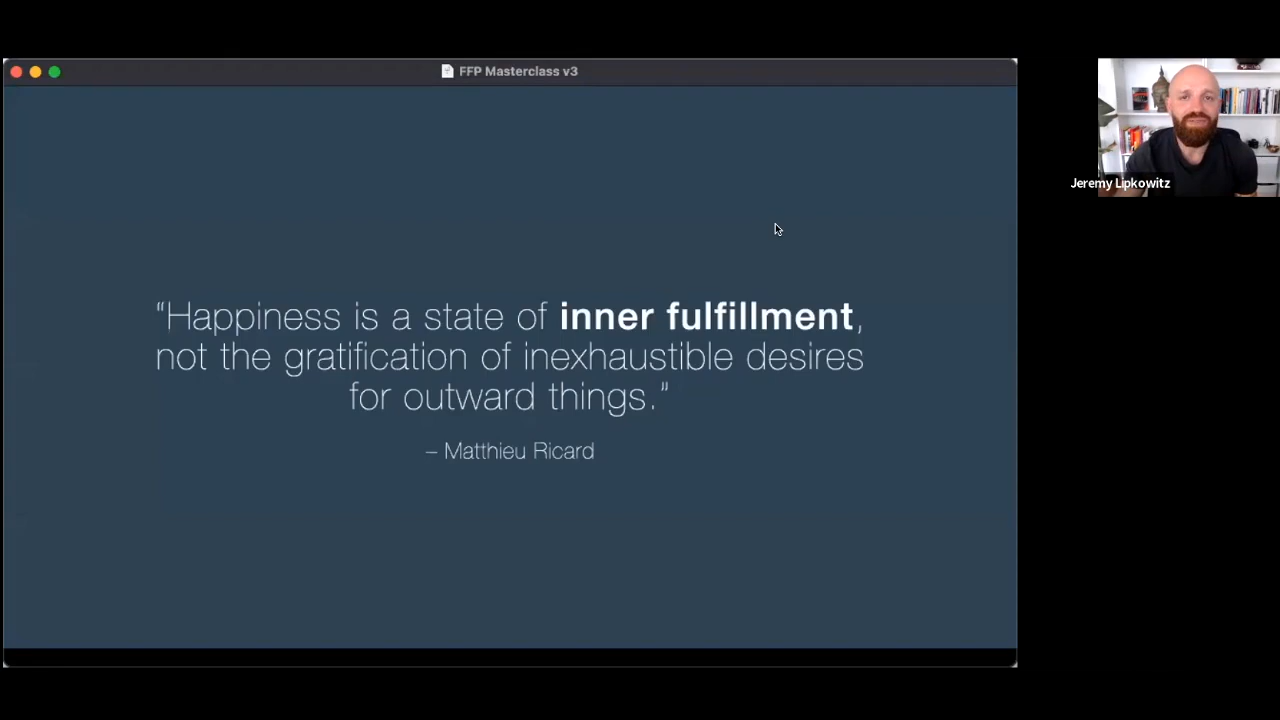 FFP Masterclass v3
“Happiness is a state of inner fulfillment,
not the gratification of inexhaustible desires
for outward things.”
– Matthieu Ricard
Jeremy Lipkowitz